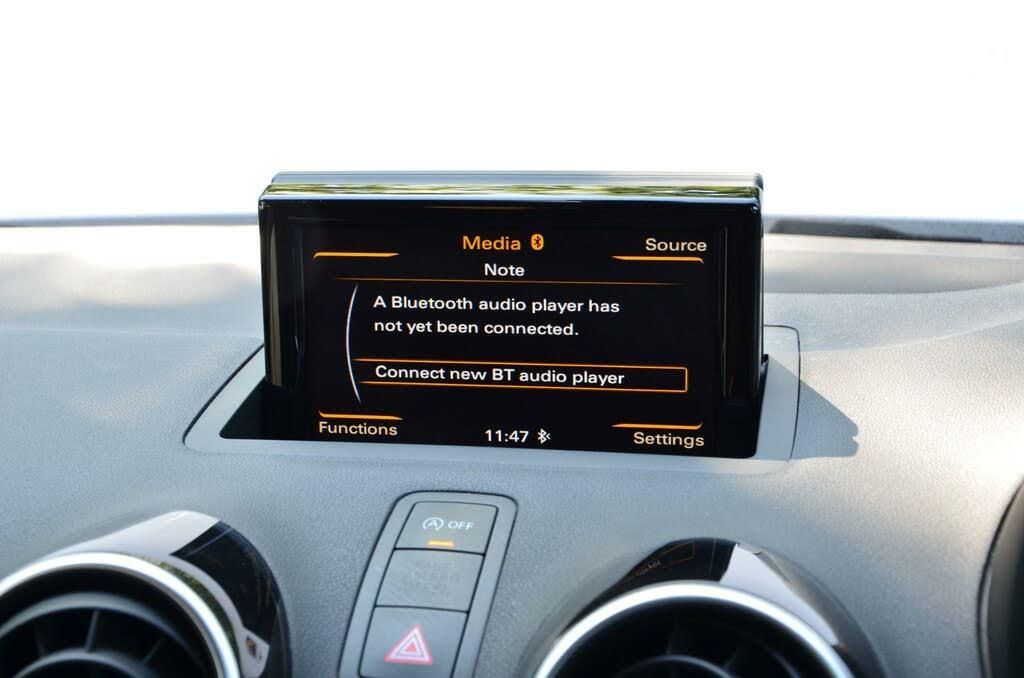 Media
Source
Note
A Bluetooth audio player has
not yet been connected.
Connect new BT audio player
Functions
11:47
Settings
A OFF